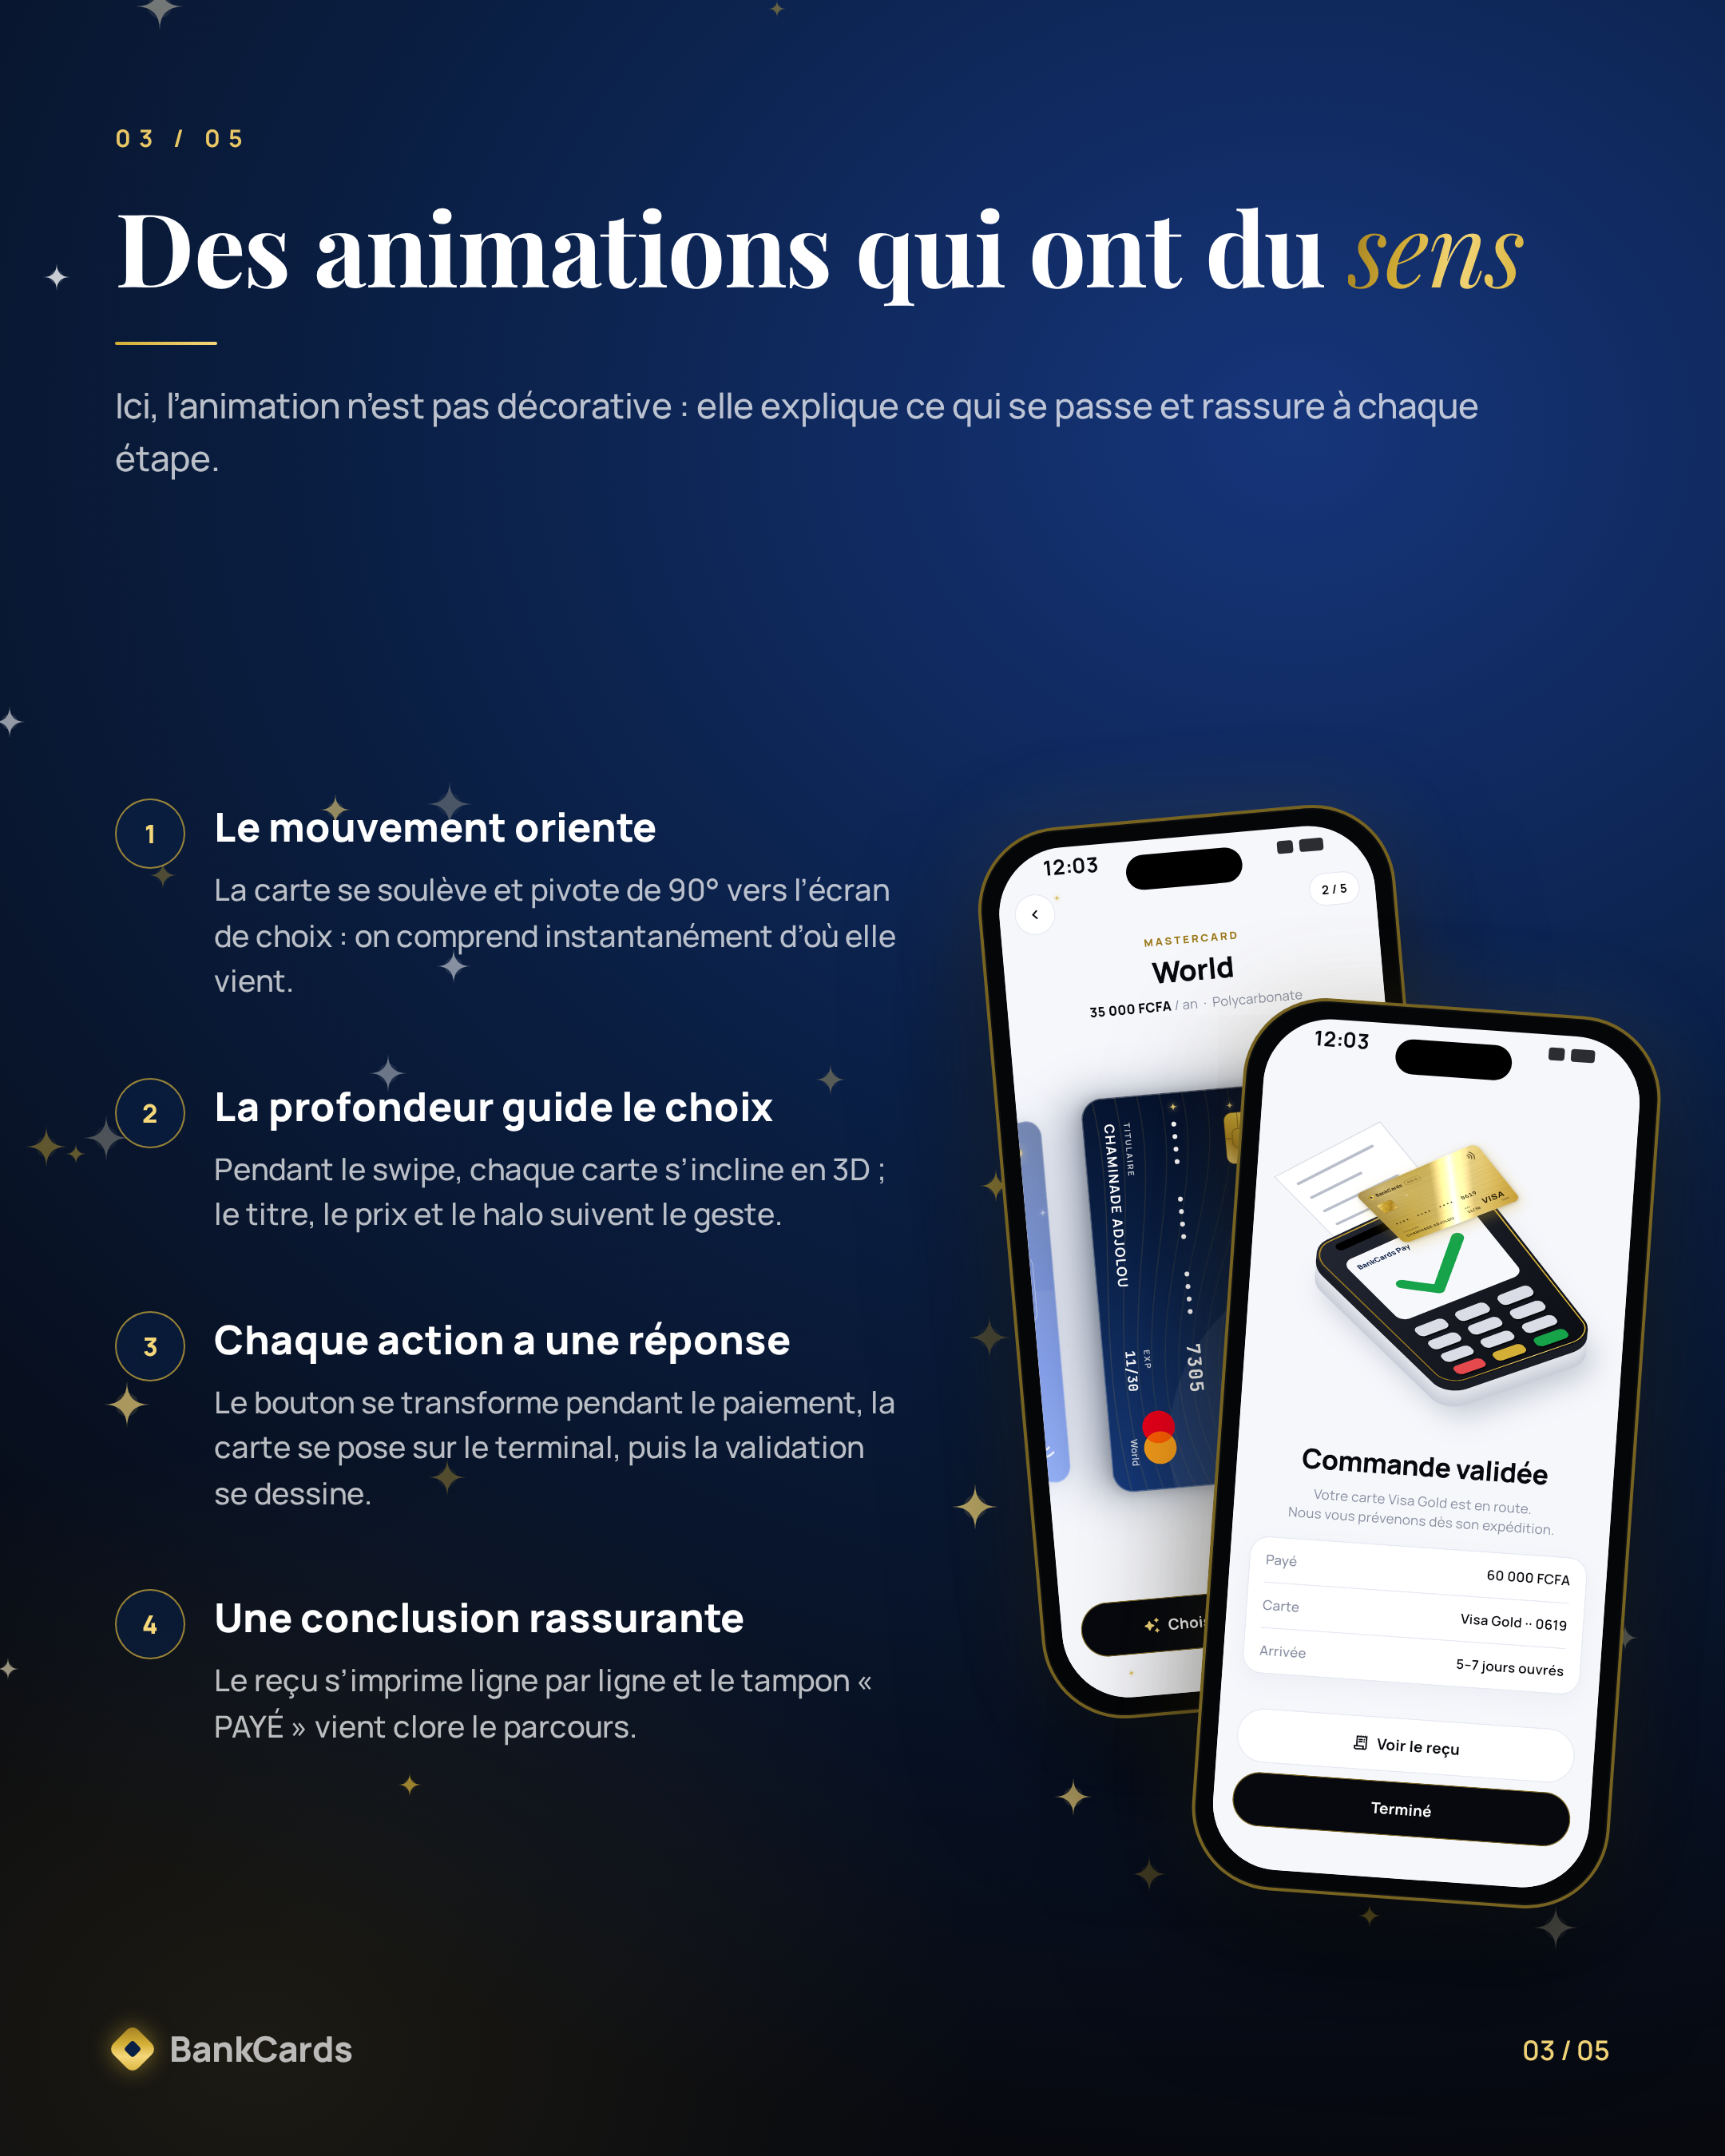 03 / 05
Des animations qui ont du sens
Ici, l’animation n’est pas décorative : elle explique ce qui se passe et rassure à chaque
étape.
1
Le mouvement oriente
La carte se soulève et pivote de 90° vers l’écran
de choix : on comprend instantanément d’où elle
vient.
2
La profondeur guide le choix
Pendant le swipe, chaque carte s’incline en 3D ;
le titre, le prix et le halo suivent le geste.
3
Chaque action a une réponse
Le bouton se transforme pendant le paiement, la
carte se pose sur le terminal, puis la validation
se dessine.
4
Une conclusion rassurante
Le reçu s’imprime ligne par ligne et le tampon «
PAYÉ » vient clore le parcours.
12:03
2 / 5
MASTERCARD
World
35 000 FCFA / an · Polycarbonate
TITULAIRE
CHAMINADE ADJOLOU
•••• •••• •••• 7305
EXP
11/30
World
Chois
12:03
BankCards
•••• •••• •••• 0619
VISA
BankCards Pay
Commande validée
Votre carte Visa Gold est en route.
Nous vous prévenons dès son expédition.
Payé 60 000 FCFA
Carte Visa Gold ·· 0619
Arrivée 5–7 jours ouvrés
Voir le reçu
Terminé
BankCards
03 / 05